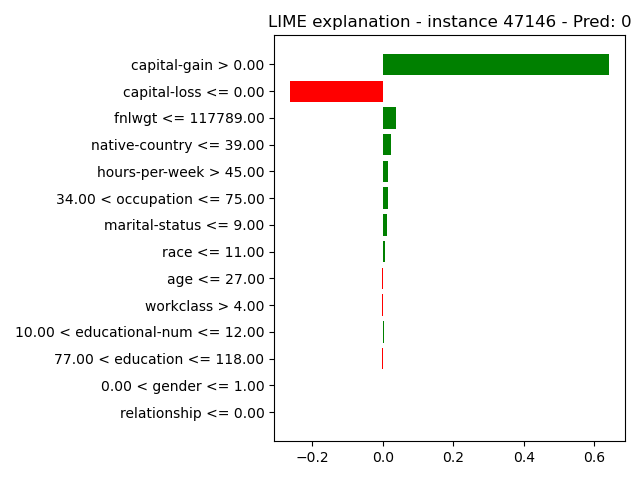 LIME explanation - instance 47146 - Pred: 0
capital-gain > 0.00
capital-loss <= 0.00
fnlwgt <= 117789.00
native-country <= 39.00
hours-per-week > 45.00
34.00 < occupation <= 75.00
marital-status <= 9.00
race <= 11.00
age <= 27.00
workclass > 4.00
10.00 < educational-num <= 12.00
77.00 < education <= 118.00
0.00 < gender <= 1.00
relationship <= 0.00
−0.2 0.0 0.2 0.4 0.6